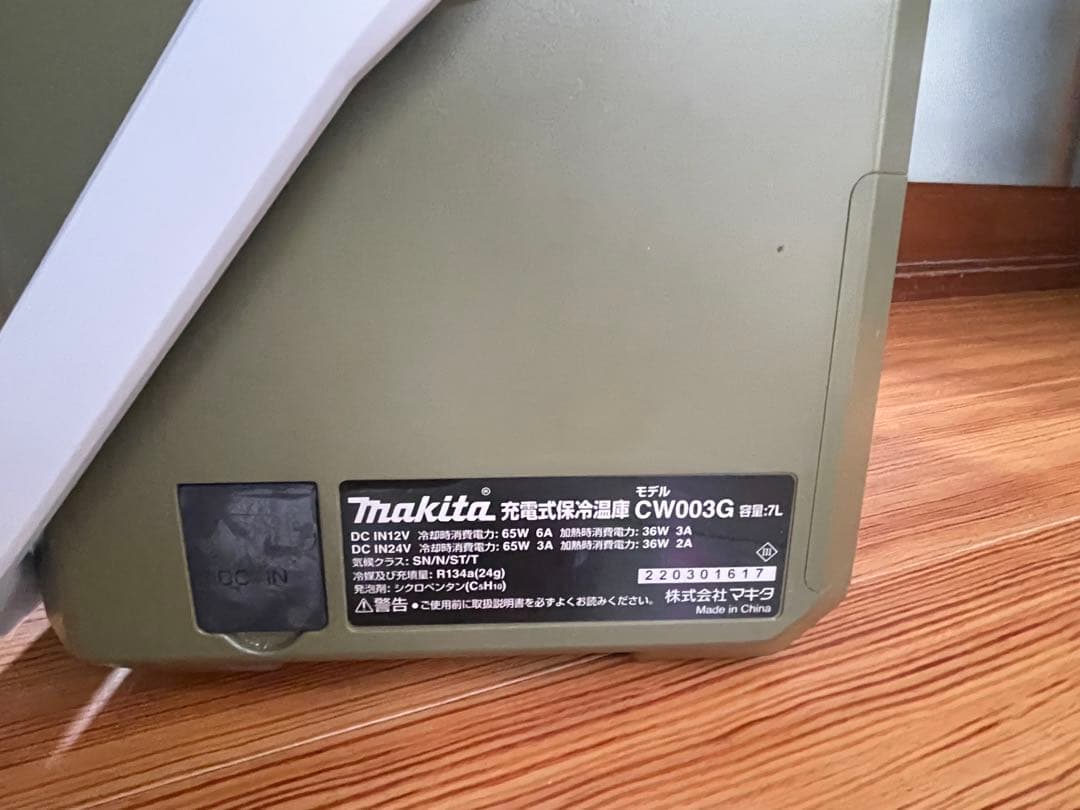 DC IN
makita® 充電式保冷温庫 モデル CW003G 容量:7L
DC IN12V 冷却時消費電力: 65W 6A 加熱時消費電力: 36W 3A
DC IN24V 冷却時消費電力: 65W 3A 加熱時消費電力: 36W 2A
気候クラス: SN/N/ST/T
冷媒及び充填量: R134a(24g)
発泡剤: シクロペンタン(C5H10)
220301617
⚠警告 ●ご使用前に取扱説明書を必ずよくお読みください。
株式会社マキタ
Made in China